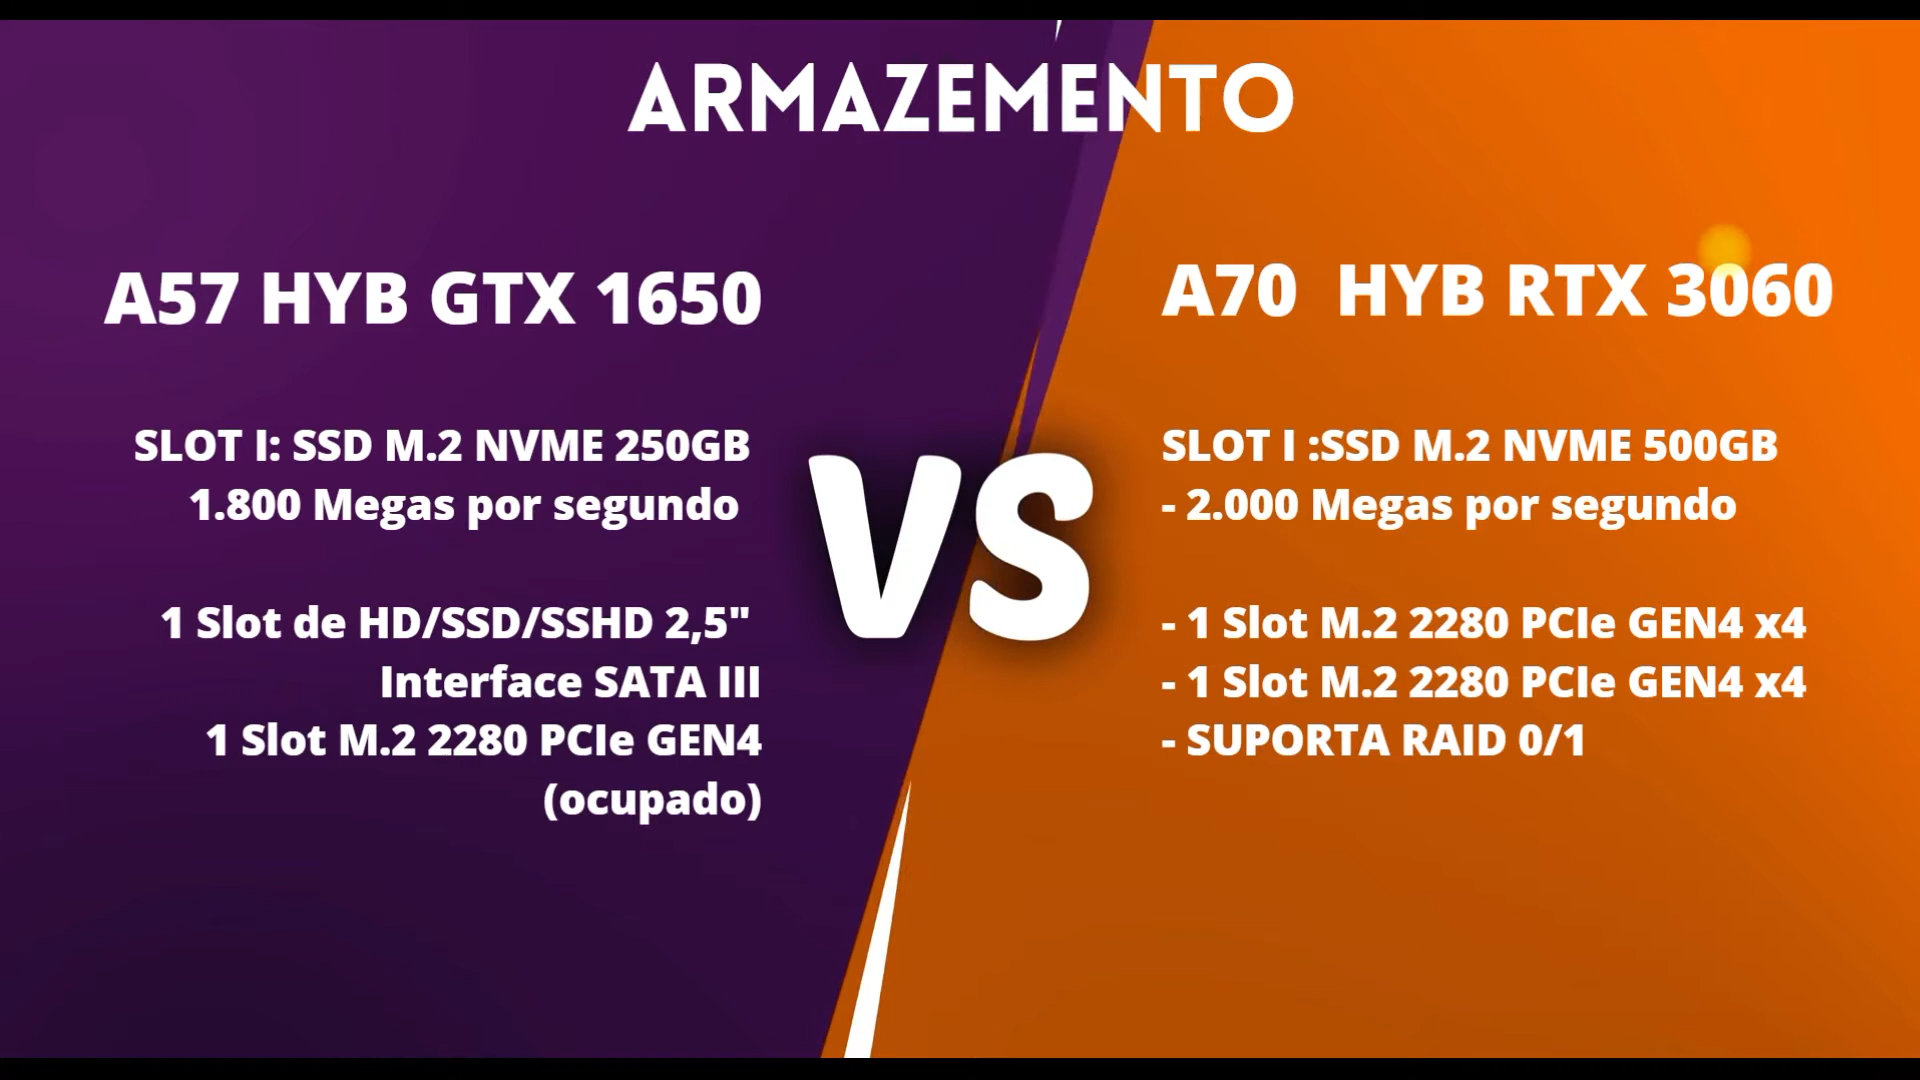 ARMAZEMENTO
A57 HYB GTX 1650
SLOT I: SSD M.2 NVME 250GB
1.800 Megas por segundo
1 Slot de HD/SSD/SSHD 2,5"
Interface SATA III
1 Slot M.2 2280 PCIe GEN4
(ocupado)
VS
A70 HYB RTX 3060
SLOT I :SSD M.2 NVME 500GB
- 2.000 Megas por segundo
- 1 Slot M.2 2280 PCIe GEN4 x4
- 1 Slot M.2 2280 PCIe GEN4 x4
- SUPORTA RAID 0/1